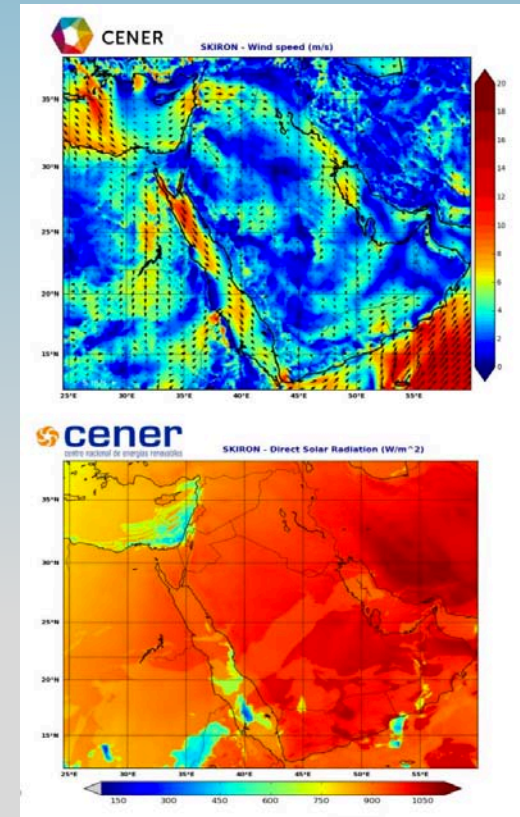 CENER
SKIRON - Wind speed (m/s)
35°N
30°N
25°N
20°N
15°N
25°E 30°E 35°E 40°E 45°E 50°E 55°E
20
18
16
14
12
10
8
6
4
2
0
cener
centro nacional de energías renovables
SKIRON - Direct Solar Radiation (W/m^2)
35°N
30°N
25°N
20°N
15°N
25°E 30°E 35°E 40°E 45°E 50°E 55°E
150 300 450 600 750 900 1050